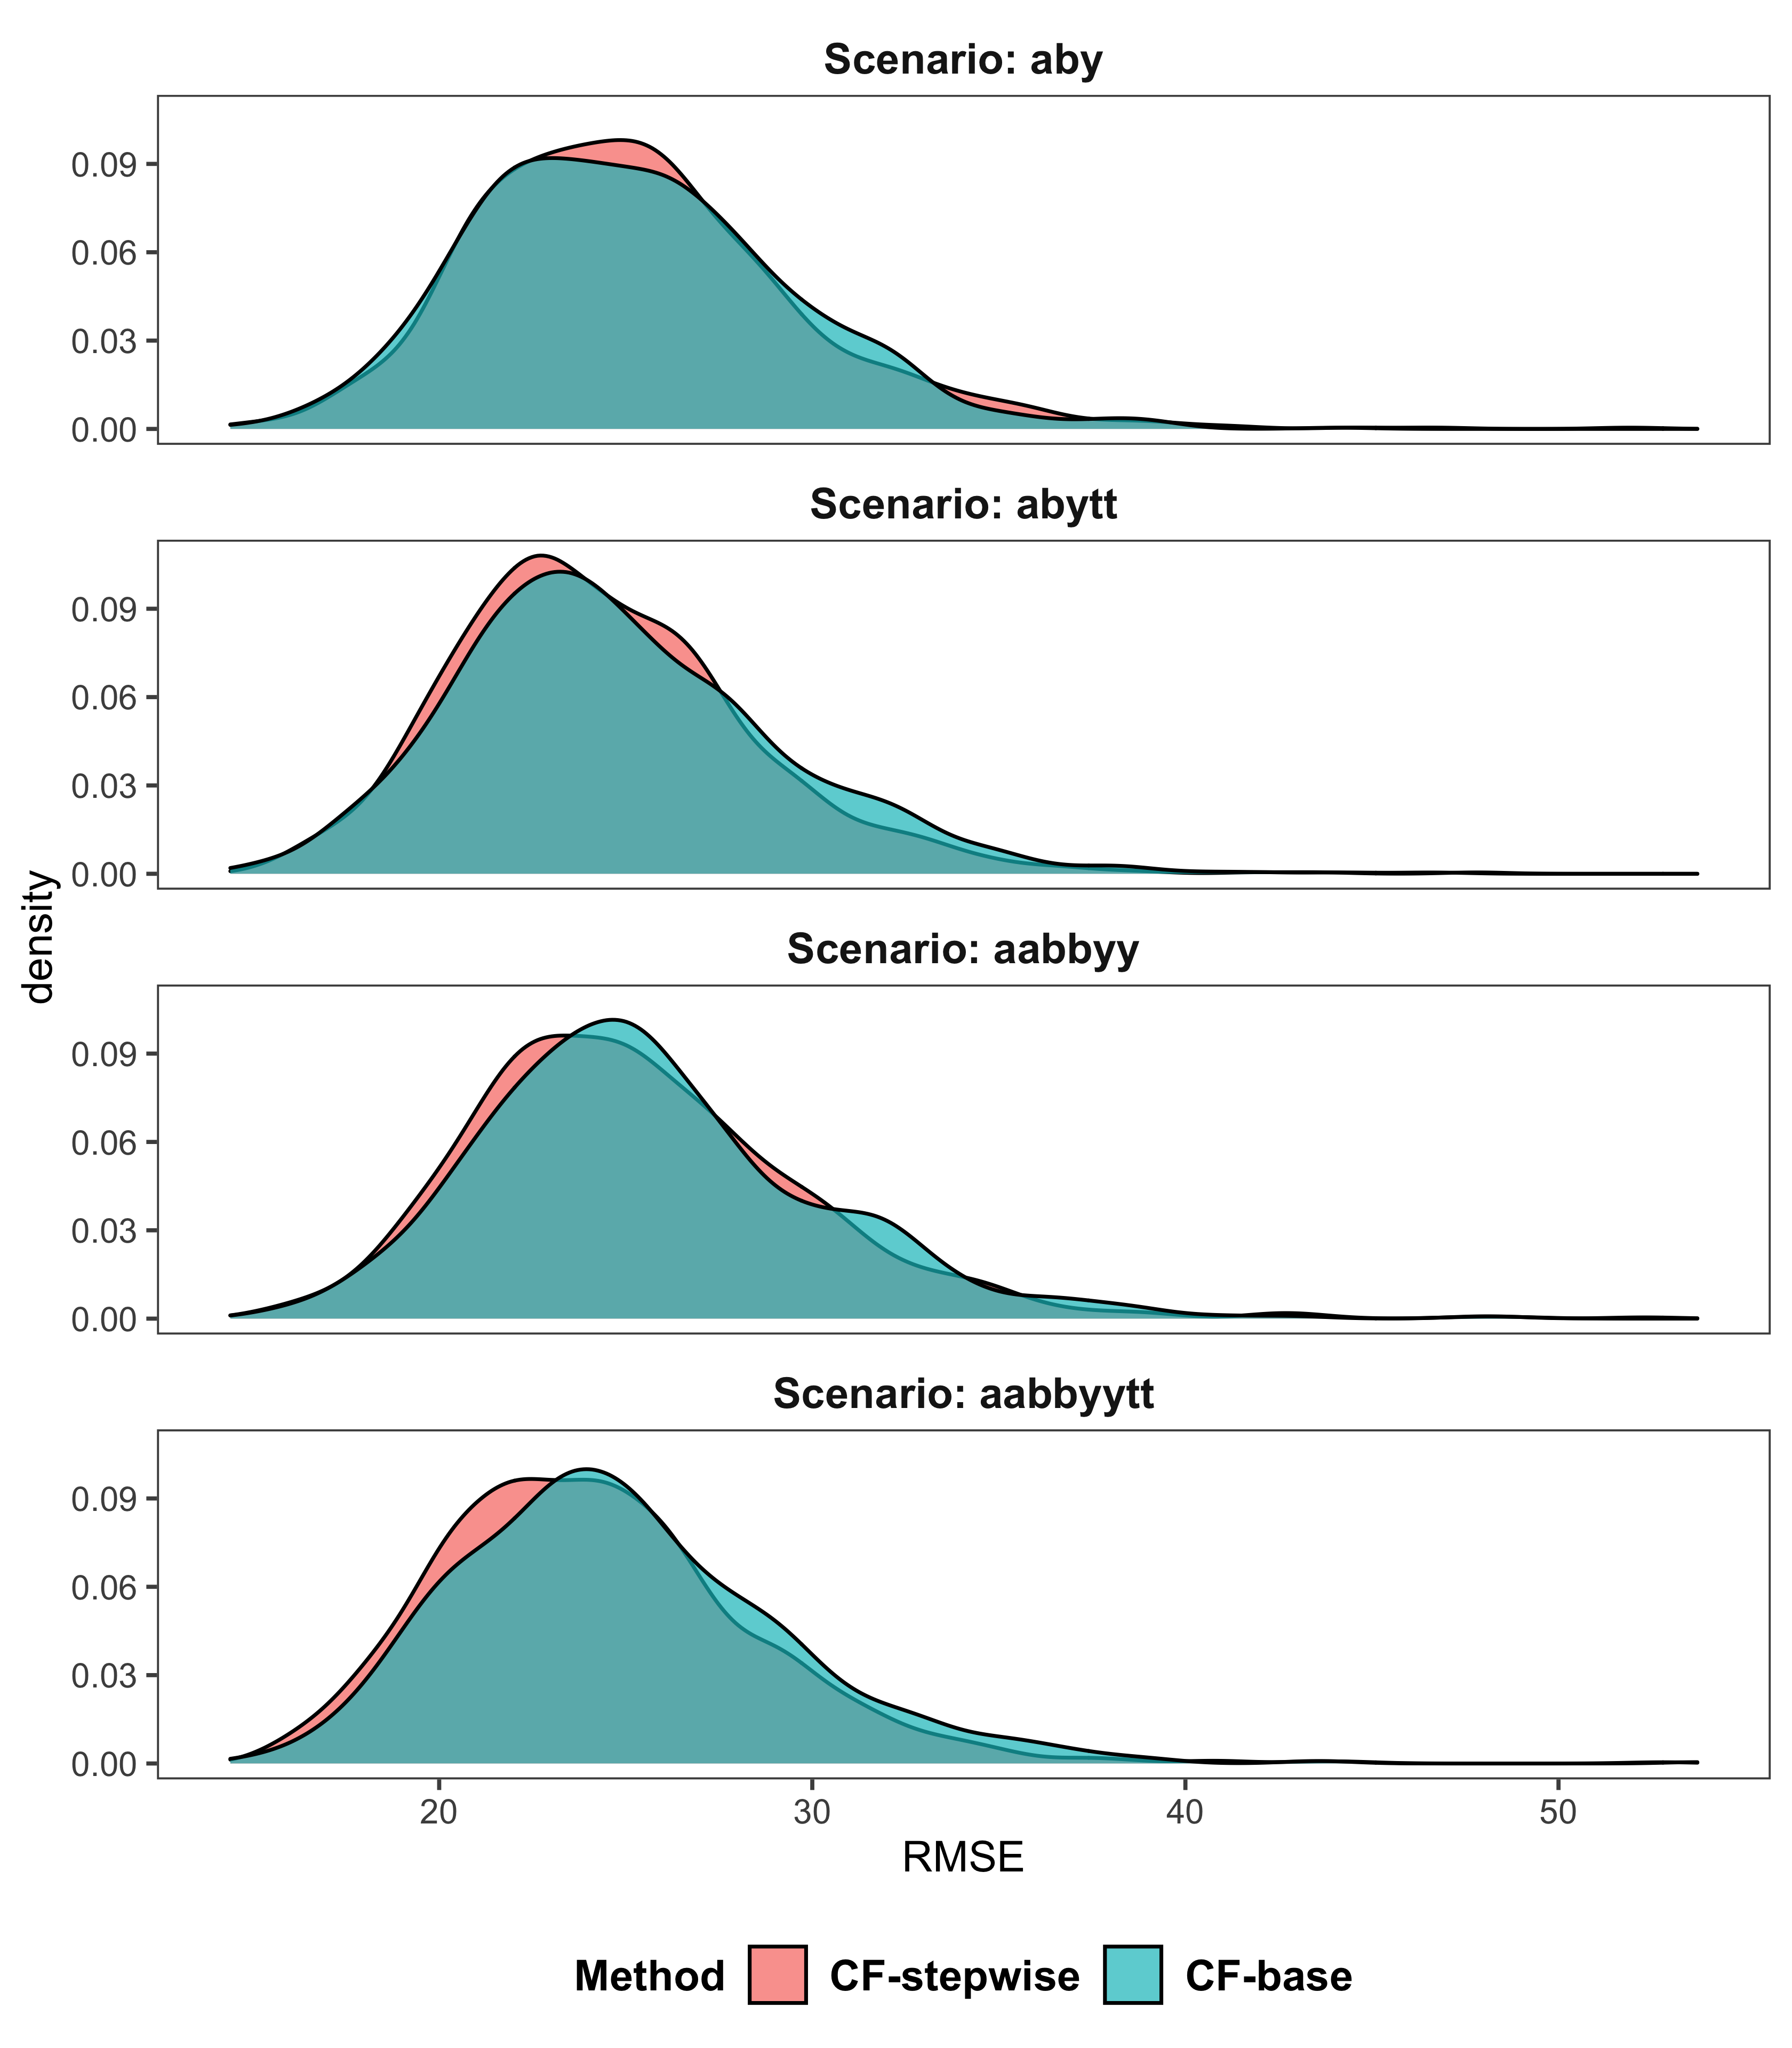 Scenario: aby
0.09
0.06
0.03
0.00
Scenario: abytt
0.09
0.06
0.03
0.00
density
Scenario: aabbyy
0.09
0.06
0.03
0.00
Scenario: aabbyytt
0.09
0.06
0.03
0.00
20 30 40 50
RMSE
Method CF-stepwise CF-base